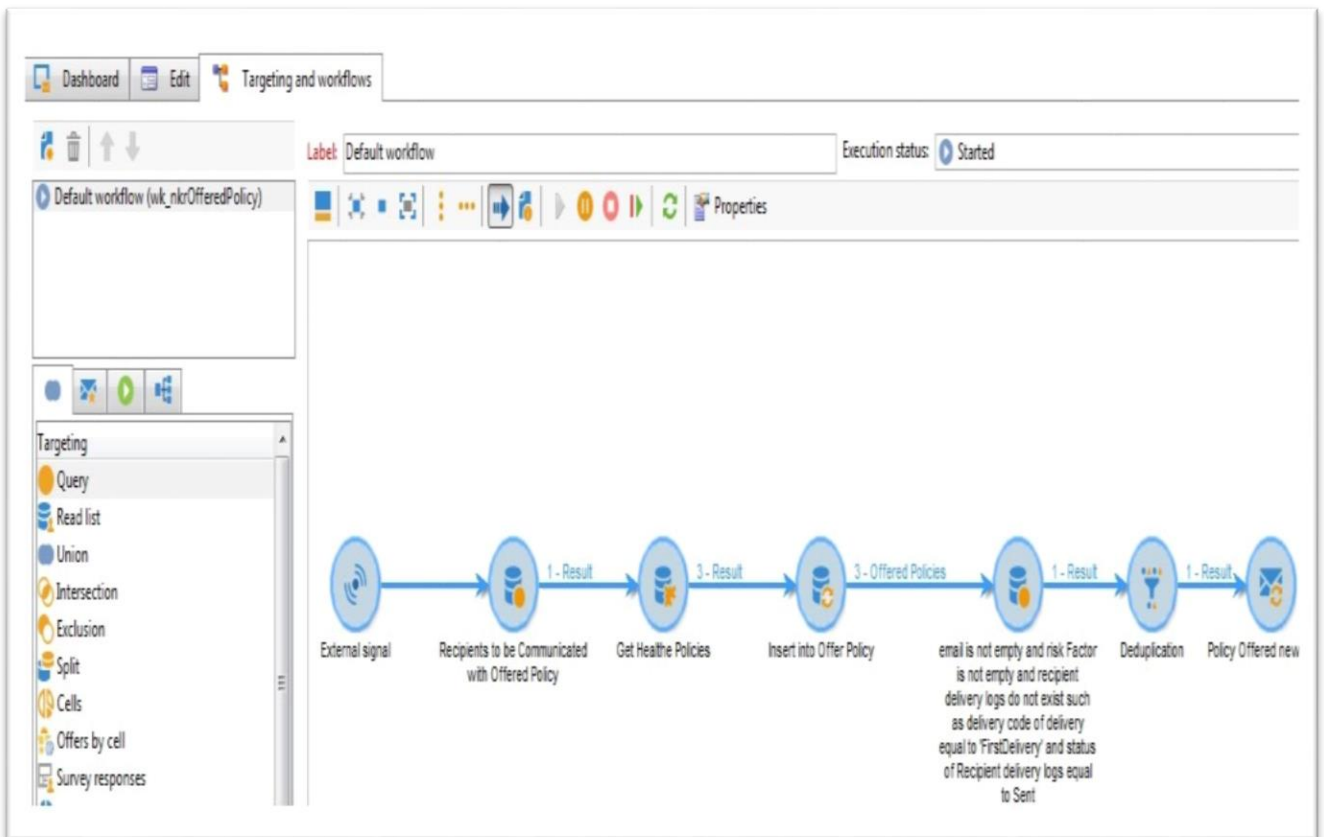 Dashboard Edit Targeting and workflows
Label: Default workflow Execution status: Started
Default workflow (wk_nkrOfferedPolicy)
Properties
Targeting
Query
Read list
Union
Intersection
Exclusion
Split
Cells
Offers by cell
Survey responses
1 - Result
3 - Result
3 - Offered Policies
1 - Result
1 - Result
External signal
Recipients to be Communicated
with Offered Policy
Get Healthe Policies
Insert into Offer Policy
email is not empty and risk Factor
is not empty and recipient
delivery logs do not exist such
as delivery code of delivery
equal to 'FirstDelivery' and status
of Recipient delivery logs equal
to Sent
Deduplication
Policy Offered new